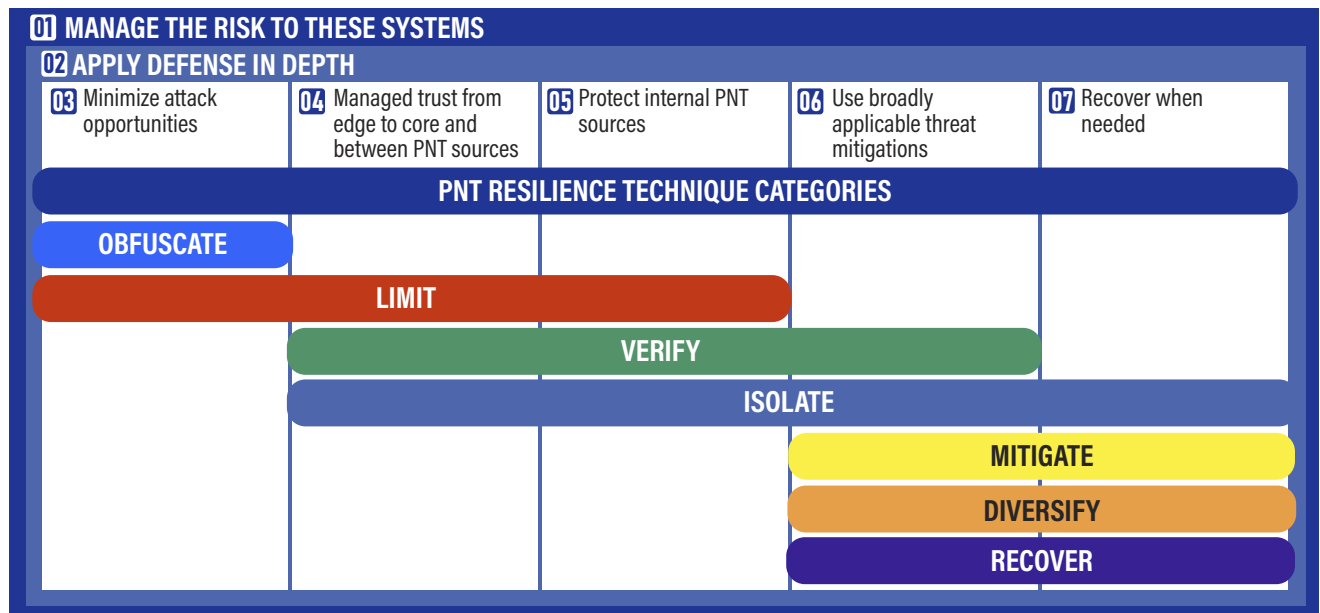 01 MANAGE THE RISK TO THESE SYSTEMS
02 APPLY DEFENSE IN DEPTH
03 Minimize attack
opportunities
04 Managed trust from
edge to core and
between PNT sources
05 Protect internal PNT
sources
06 Use broadly
applicable threat
mitigations
07 Recover when
needed
PNT RESILIENCE TECHNIQUE CATEGORIES
OBFUSCATE
LIMIT
VERIFY
ISOLATE
MITIGATE
DIVERSIFY
RECOVER